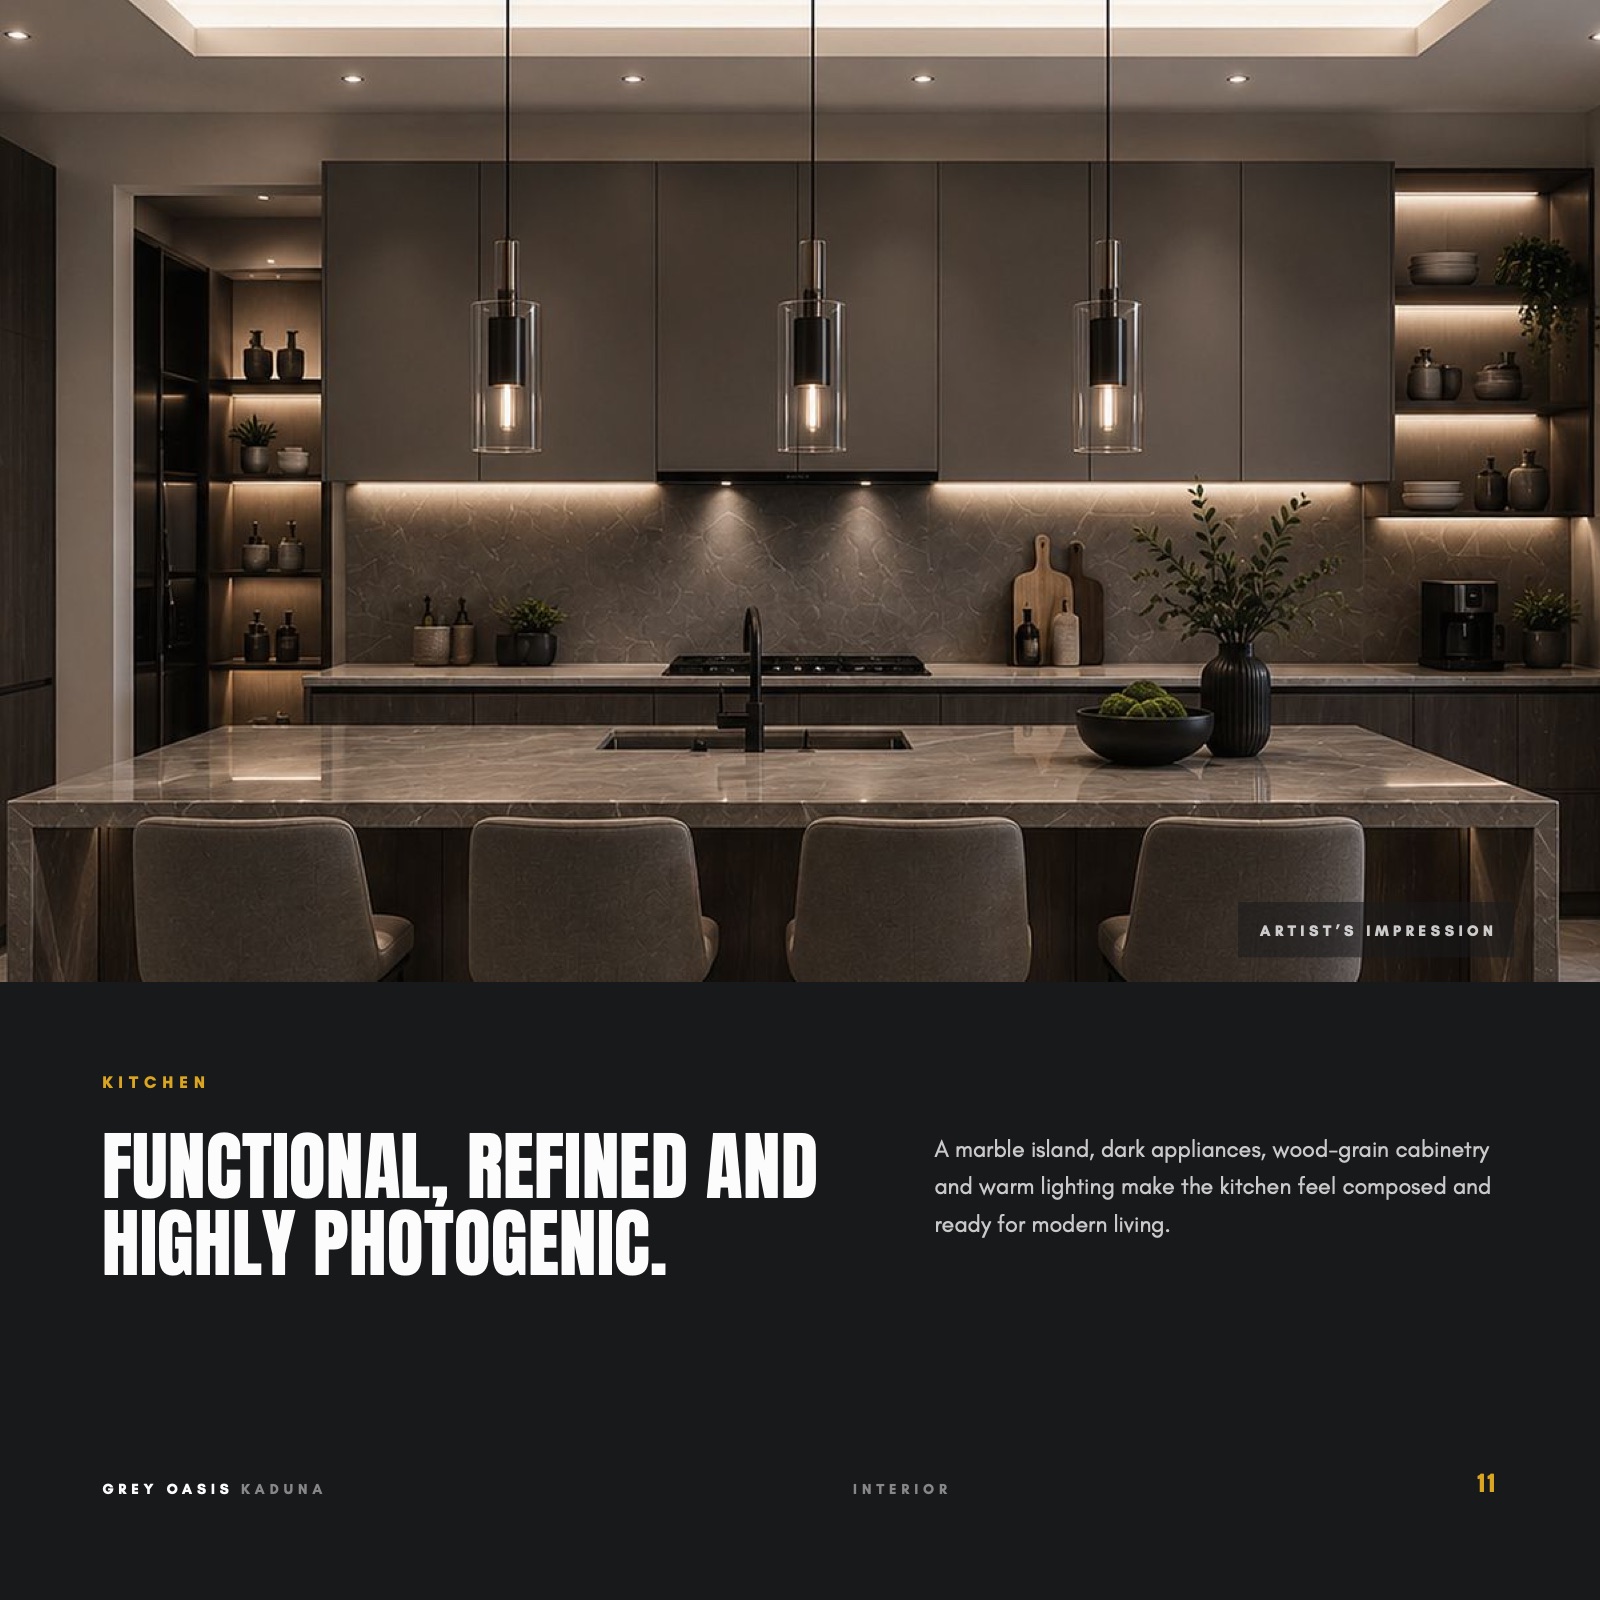 ARTIST’S IMPRESSION
KITCHEN
FUNCTIONAL, REFINED AND
HIGHLY PHOTOGENIC.
A marble island, dark appliances, wood-grain cabinetry
and warm lighting make the kitchen feel composed and
ready for modern living.
GREY OASIS KADUNA
INTERIOR
11